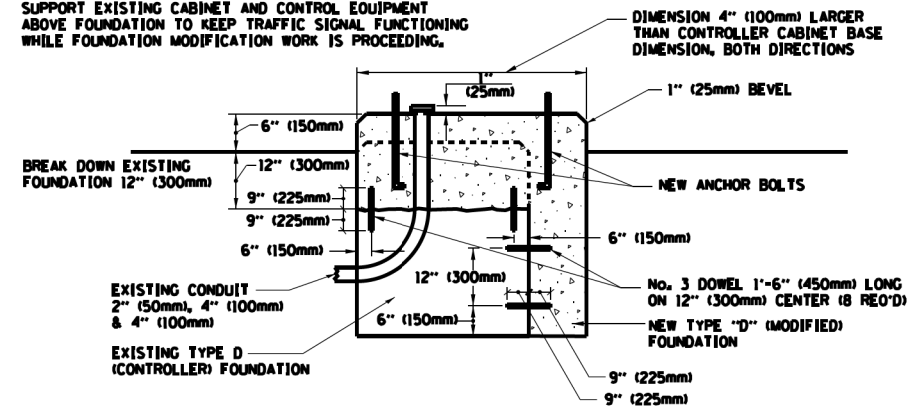 SUPPORT EXISTING CABINET AND CONTROL EQUIPMENT
ABOVE FOUNDATION TO KEEP TRAFFIC SIGNAL FUNCTIONING
WHILE FOUNDATION MODIFICATION WORK IS PROCEEDING.
DIMENSION 4" (100mm) LARGER
THAN CONTROLLER CABINET BASE
DIMENSION, BOTH DIRECTIONS
1"
(25mm)
1" (25mm) BEVEL
6" (150mm)
BREAK DOWN EXISTING
FOUNDATION 12" (300mm)
12" (300mm)
9" (225mm)
9" (225mm)
6" (150mm)
NEW ANCHOR BOLTS
6" (150mm)
EXISTING CONDUIT
2" (50mm), 4" (100mm)
& 4" (100mm)
12" (300mm)
6" (150mm)
No. 3 DOWEL 1'-6" (450mm) LONG
ON 12" (300mm) CENTER (8 REQ'D)
NEW TYPE "D" (MODIFIED)
FOUNDATION
EXISTING TYPE D
(CONTROLLER) FOUNDATION
9" (225mm)
9" (225mm)